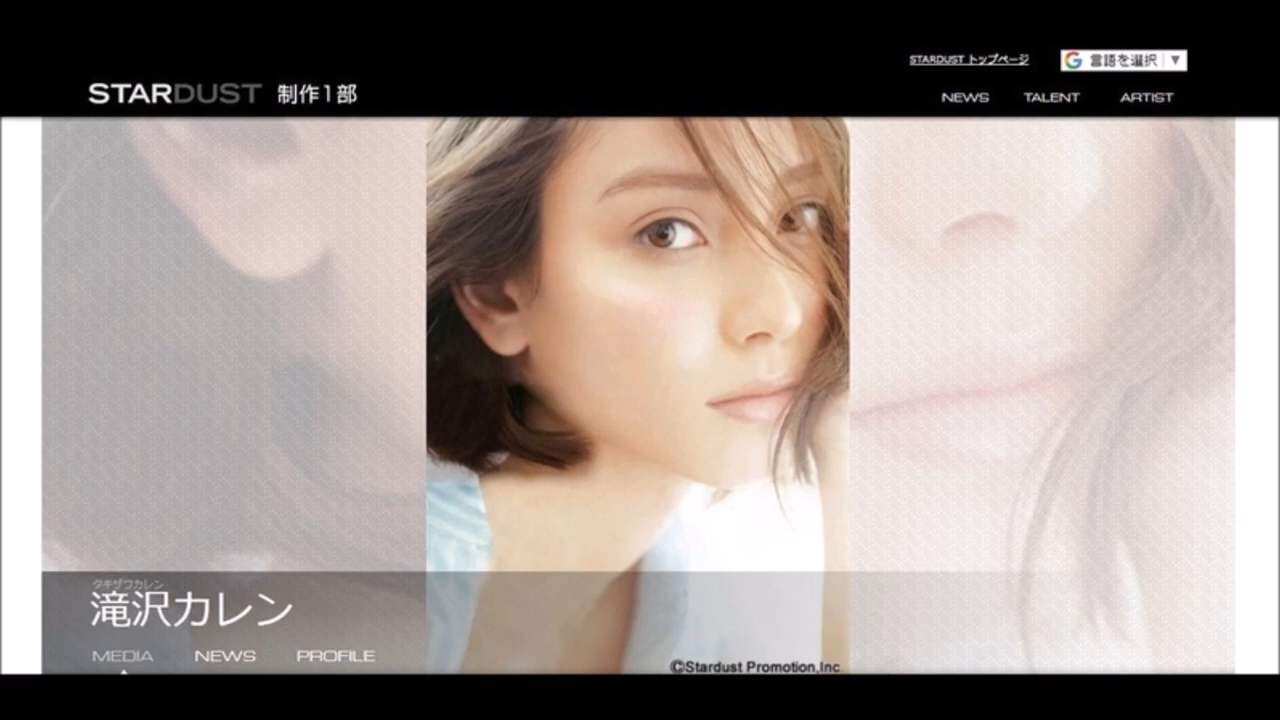 STARDUST トップページ
言語を選択 ▼
STARDUST 制作1部
NEWS TALENT ARTIST
タキザワカレン
滝沢カレン
MEDIA NEWS PROFILE
©Stardust Promotion,Inc.